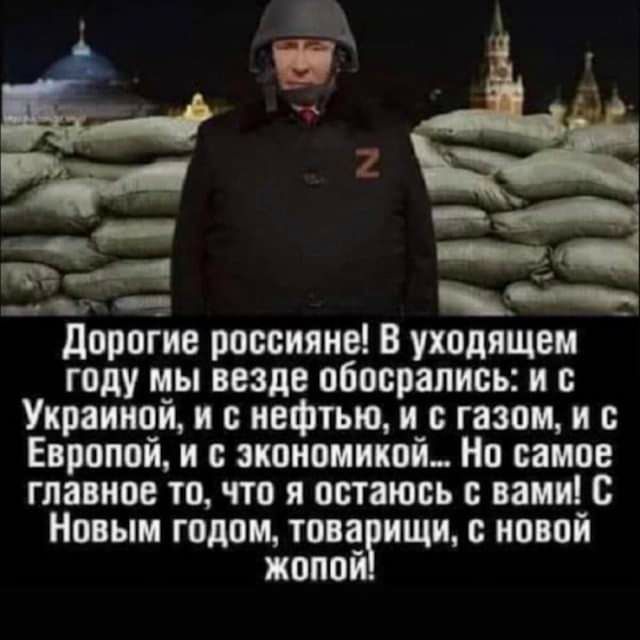 Z
Дорогие россияне! В уходящем
году мы везде обосрались: и с
Украиной, и с нефтью, и с газом, и с
Европой, и с экономикой... Но самое
главное то, что я остаюсь с вами! С
Новым годом, товарищи, с новой
жопой!